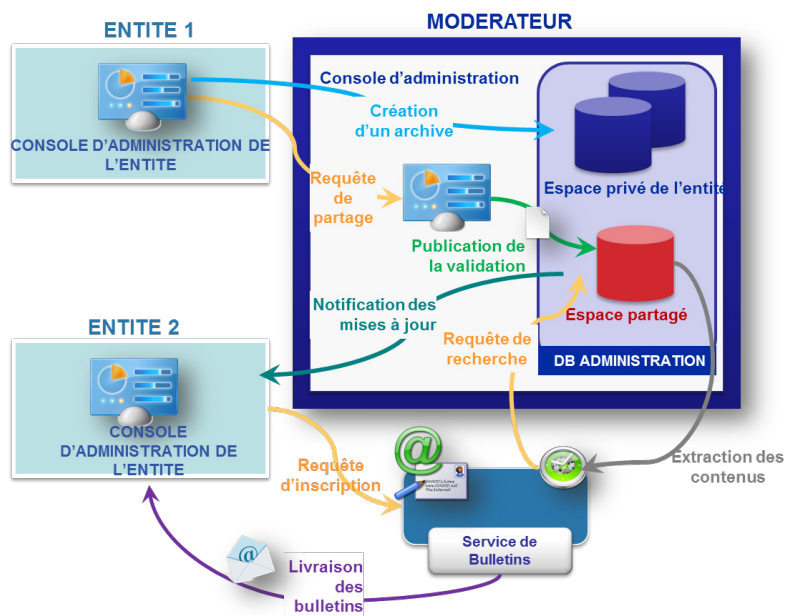 ENTITE 1
MODERATEUR
CONSOLE D'ADMINISTRATION DE
L'ENTITE
Console d'administration
Création
d'un archive
Espace privé de l'entité
Requête
de
partage
Publication de
la validation
Espace partagé
DB ADMINISTRATION
Notification des
mises à jour
Requête de
recherche
ENTITE 2
CONSOLE
D'ADMINISTRATION DE
L'ENTITE
Requête
d'inscription
Extraction des
contenus
Service de
Bulletins
Livraison
des
bulletins